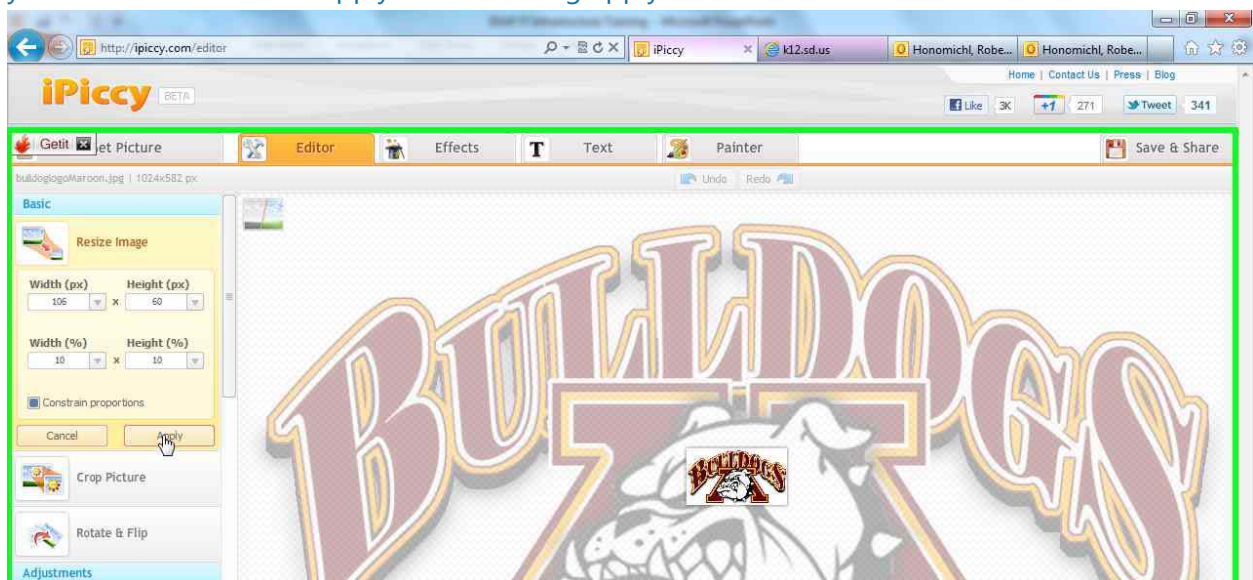 http://ipiccy.com/editor
iPiccy
k12.sd.us
Honomichl, Robe...
Honomichl, Robe...
Home | Contact Us | Press | Blog
iPiccy BETA
Like 3K +1 271 Tweet 341
Getit et Picture
Editor
Effects
T Text
Painter
Save & Share
bulldoglogoMaroon.jpg | 1024x582 px
Undo Redo
Basic
Resize Image
Width (px) Height (px)
106 x 60
Width (%) Height (%)
10 x 10
Constrain proportions
Cancel Apply
Crop Picture
Rotate & Flip
Adjustments
BULLDOGS
A
BULLDOGS